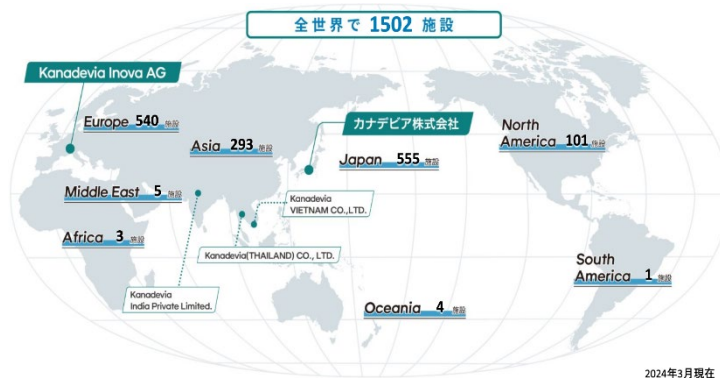 全世界で 1502 施設
Kanadevia Inova AG
Europe 540 施設
Asia 293 施設
カナデビア株式会社
Japan 555 施設
North
America 101 施設
Middle East 5 施設
Kanadevia
VIETNAM CO.,LTD.
Africa 3 施設
Kanadevia(THAILAND) CO., LTD.
South
America 1 施設
Kanadevia
India Private Limited.
Oceania 4 施設
2024年3月現在